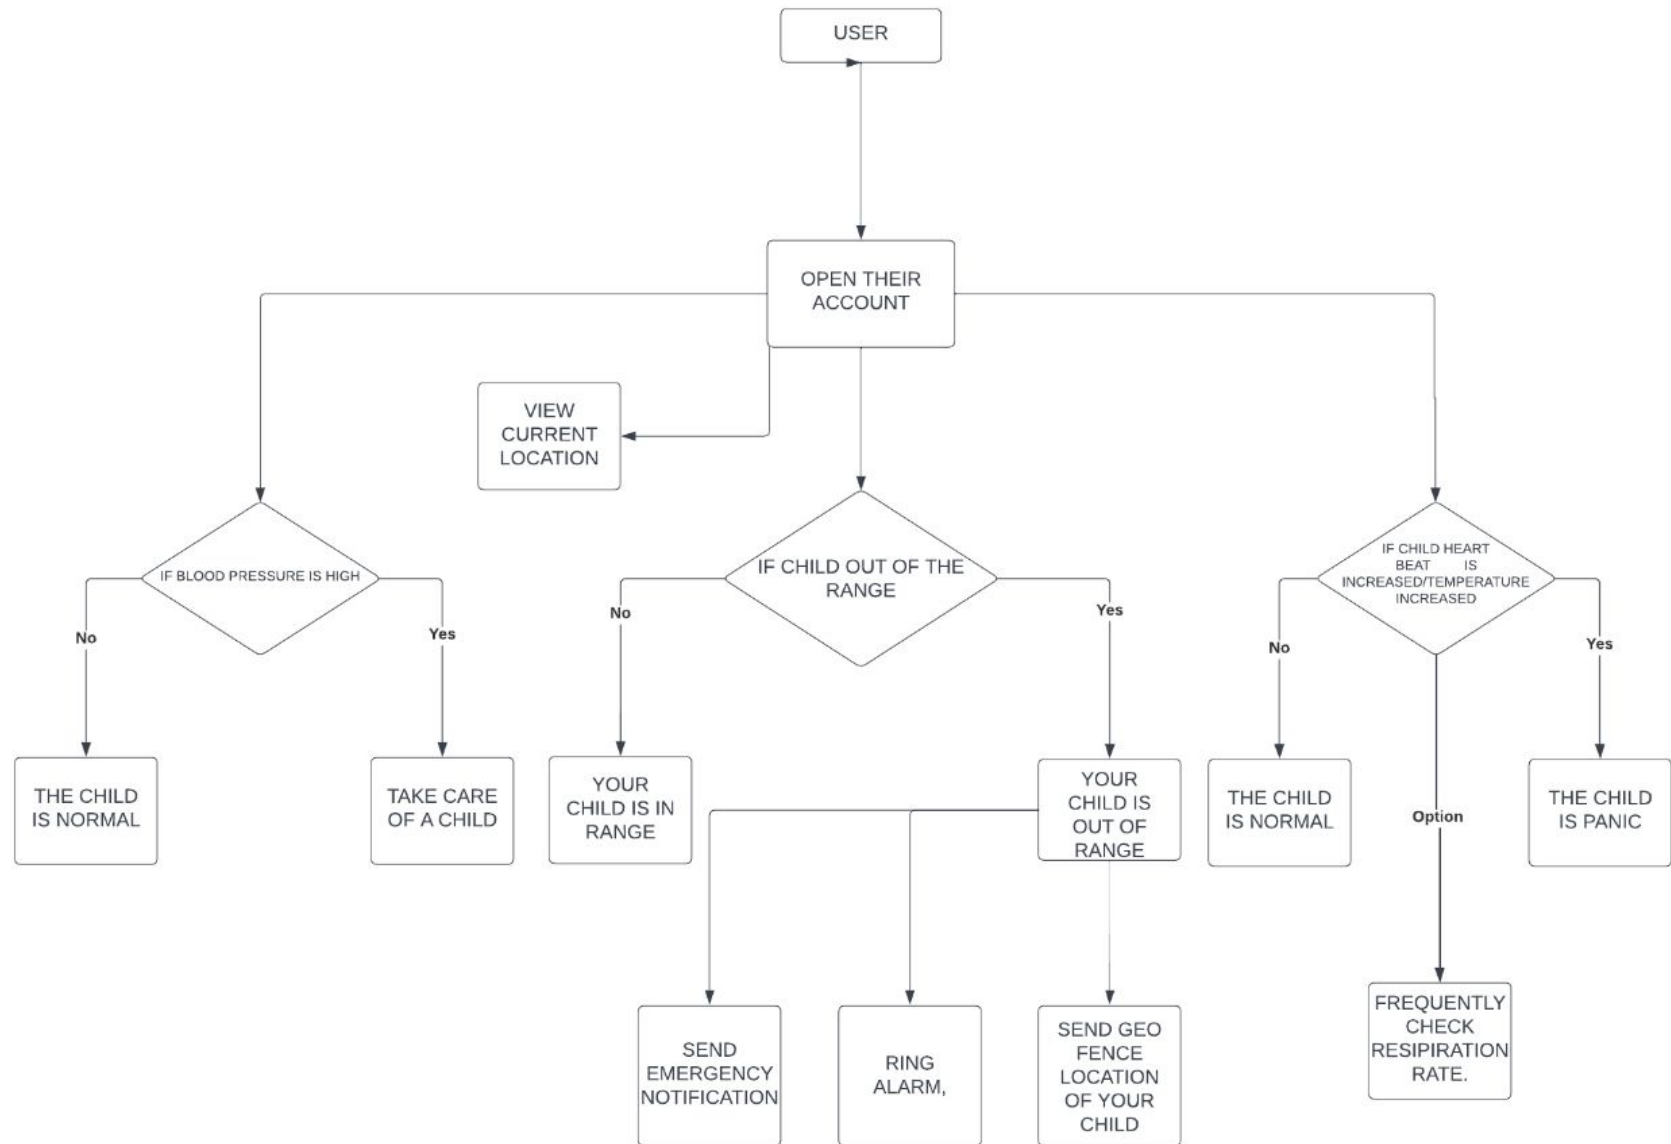 USER
OPEN THEIR
ACCOUNT
VIEW
CURRENT
LOCATION
IF BLOOD PRESSURE IS HIGH
No
Yes
IF CHILD OUT OF THE
RANGE
No
Yes
IF CHILD HEART
BEAT IS
INCREASED/TEMPERATURE
INCREASED
No
Yes
Option
THE CHILD
IS NORMAL
TAKE CARE
OF A CHILD
YOUR
CHILD IS IN
RANGE
YOUR
CHILD IS
OUT OF
RANGE
THE CHILD
IS NORMAL
THE CHILD
IS PANIC
SEND
EMERGENCY
NOTIFICATION
RING
ALARM,
SEND GEO
FENCE
LOCATION
OF YOUR
CHILD
FREQUENTLY
CHECK
RESIPIRATION
RATE.